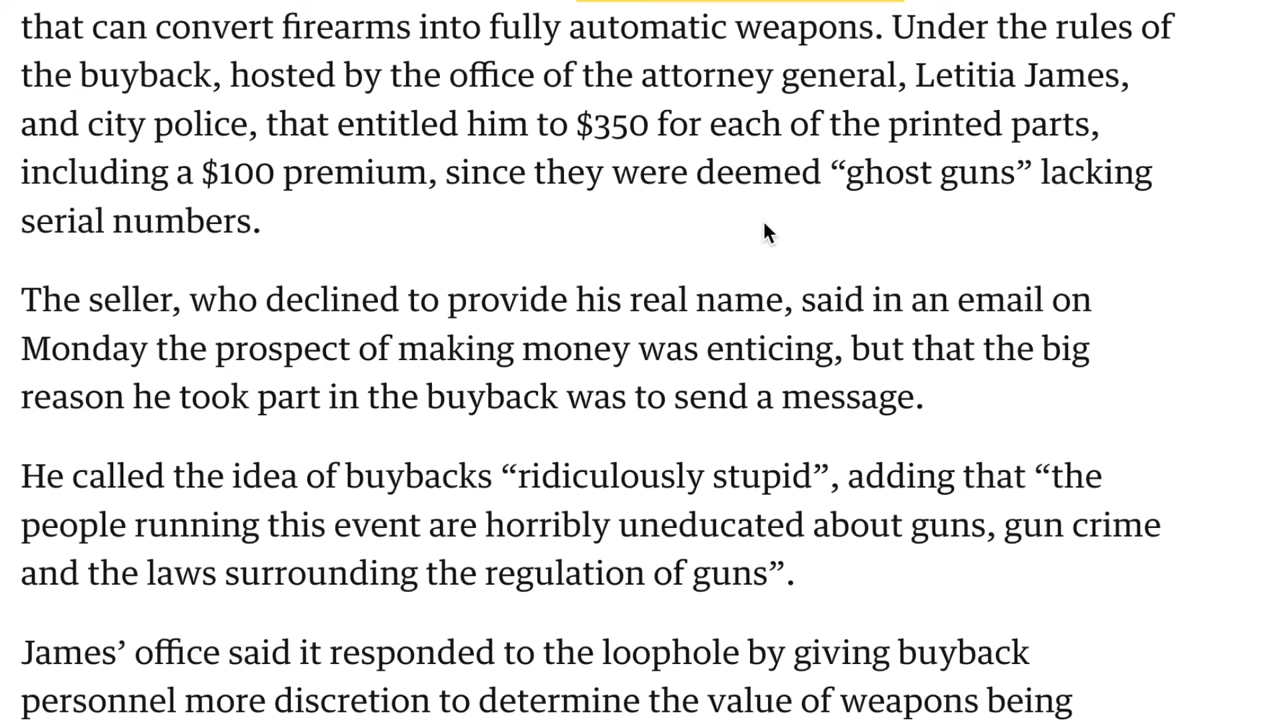 that can convert firearms into fully automatic weapons. Under the rules of
the buyback, hosted by the office of the attorney general, Letitia James,
and city police, that entitled him to $350 for each of the printed parts,
including a $100 premium, since they were deemed “ghost guns” lacking
serial numbers.
The seller, who declined to provide his real name, said in an email on
Monday the prospect of making money was enticing, but that the big
reason he took part in the buyback was to send a message.
He called the idea of buybacks “ridiculously stupid”, adding that “the
people running this event are horribly uneducated about guns, gun crime
and the laws surrounding the regulation of guns”.
James’ office said it responded to the loophole by giving buyback
personnel more discretion to determine the value of weapons being